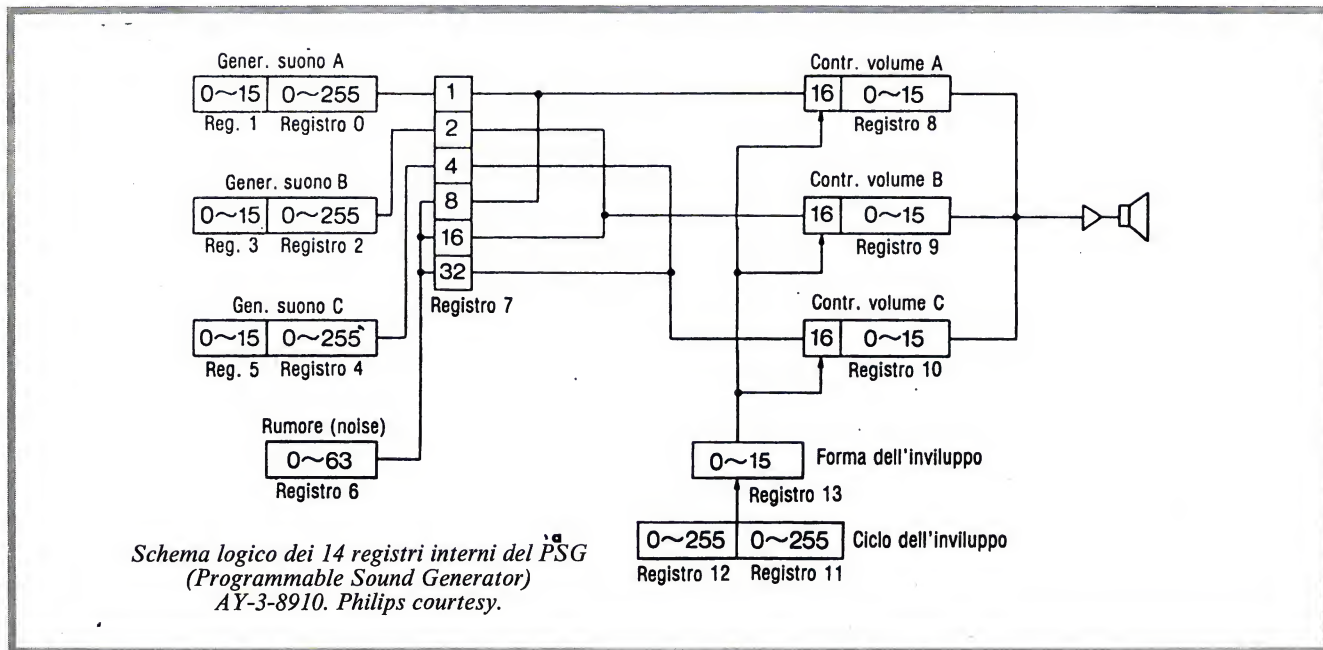 Gener. suono A
0~15 0~255
Reg. 1 Registro 0
Gener. suono B
0~15 0~255
Reg. 3 Registro 2
Gen. suono C
0~15 0~255
Reg. 5 Registro 4
Rumore (noise)
0~63
Registro 6
1
2
4
8
16
32
Registro 7
Contr. volume A
16 0~15
Registro 8
Contr. volume B
16 0~15
Registro 9
Contr. volume C
16 0~15
Registro 10
0~15 Forma dell'inviluppo
Registro 13
0~255 0~255 Ciclo dell'inviluppo
Registro 12 Registro 11
Schema logico dei 14 registri interni del PSG
(Programmable Sound Generator)
AY-3-8910. Philips courtesy.